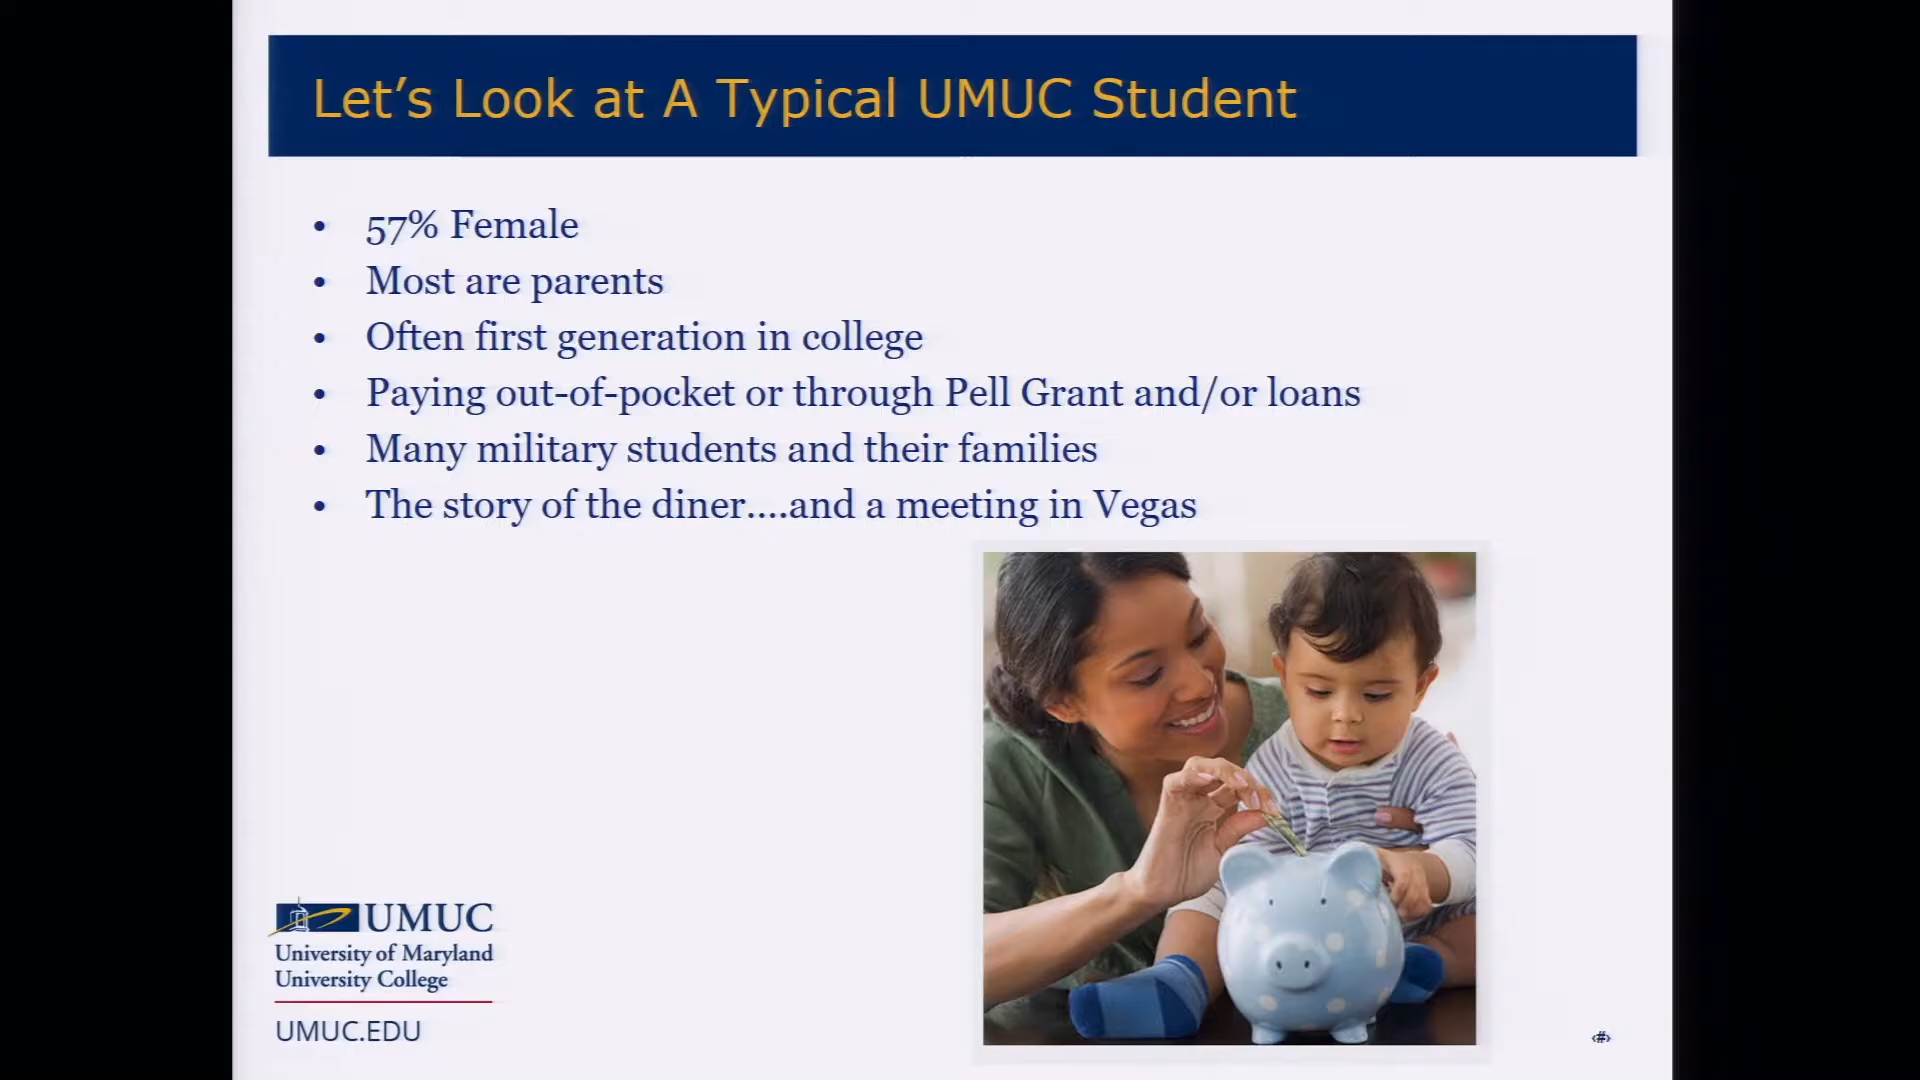 Let’s Look at A Typical UMUC Student
• 57% Female
• Most are parents
• Often first generation in college
• Paying out-of-pocket or through Pell Grant and/or loans
• Many military students and their families
• The story of the diner....and a meeting in Vegas
UMUC
University of Maryland
University College
UMUC.EDU
‹#›